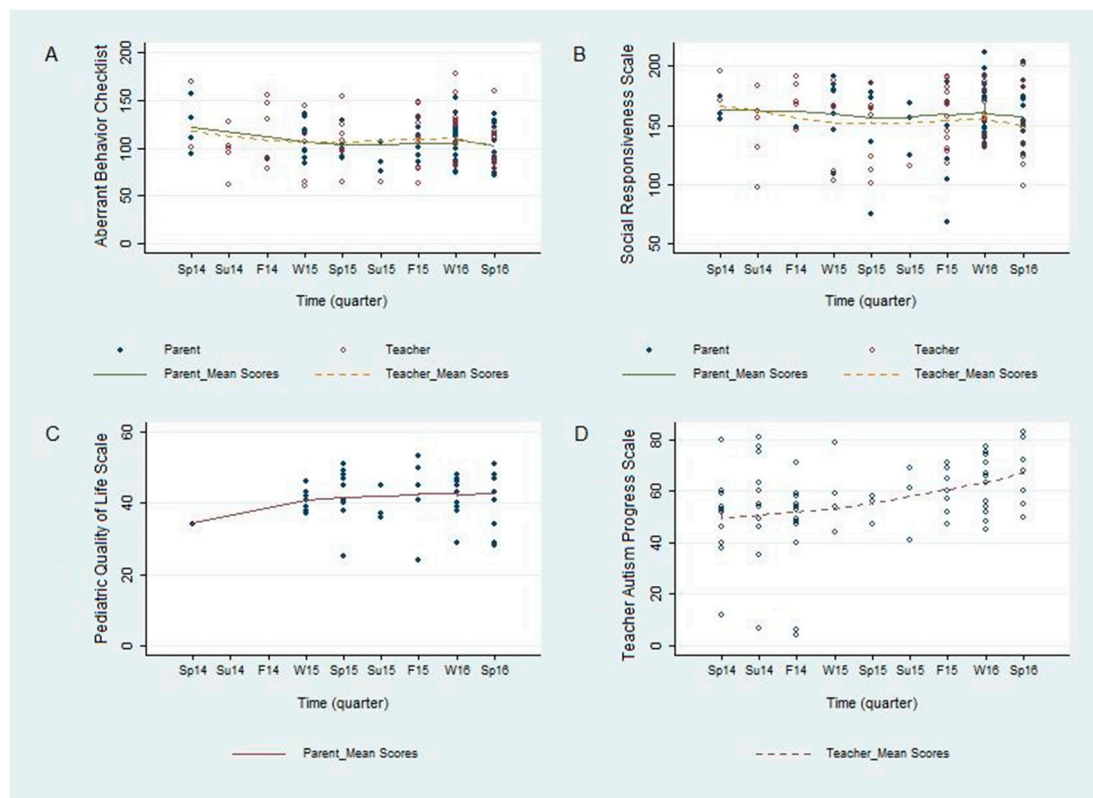 A
Aberrant Behavior Checklist
200
150
100
50
0
Sp14 Su14 F14 W15 Sp15 Su15 F15 W16 Sp16
Time (quarter)
Parent Teacher
Parent_Mean Scores Teacher_Mean Scores
B
Social Responsiveness Scale
200
150
100
50
Sp14 Su14 F14 W15 Sp15 Su15 F15 W16 Sp16
Time (quarter)
Parent Teacher
Parent_Mean Scores Teacher_Mean Scores
C
Pediatric Quality of Life Scale
60
40
20
0
Sp14 Su14 F14 W15 Sp15 Su15 F15 W16 Sp16
Time (quarter)
Parent_Mean Scores
D
Teacher Autism Progress Scale
80
60
40
20
0
Sp14 Su14 F14 W15 Sp15 Su15 F15 W16 Sp16
Time (quarter)
Teacher_Mean Scores